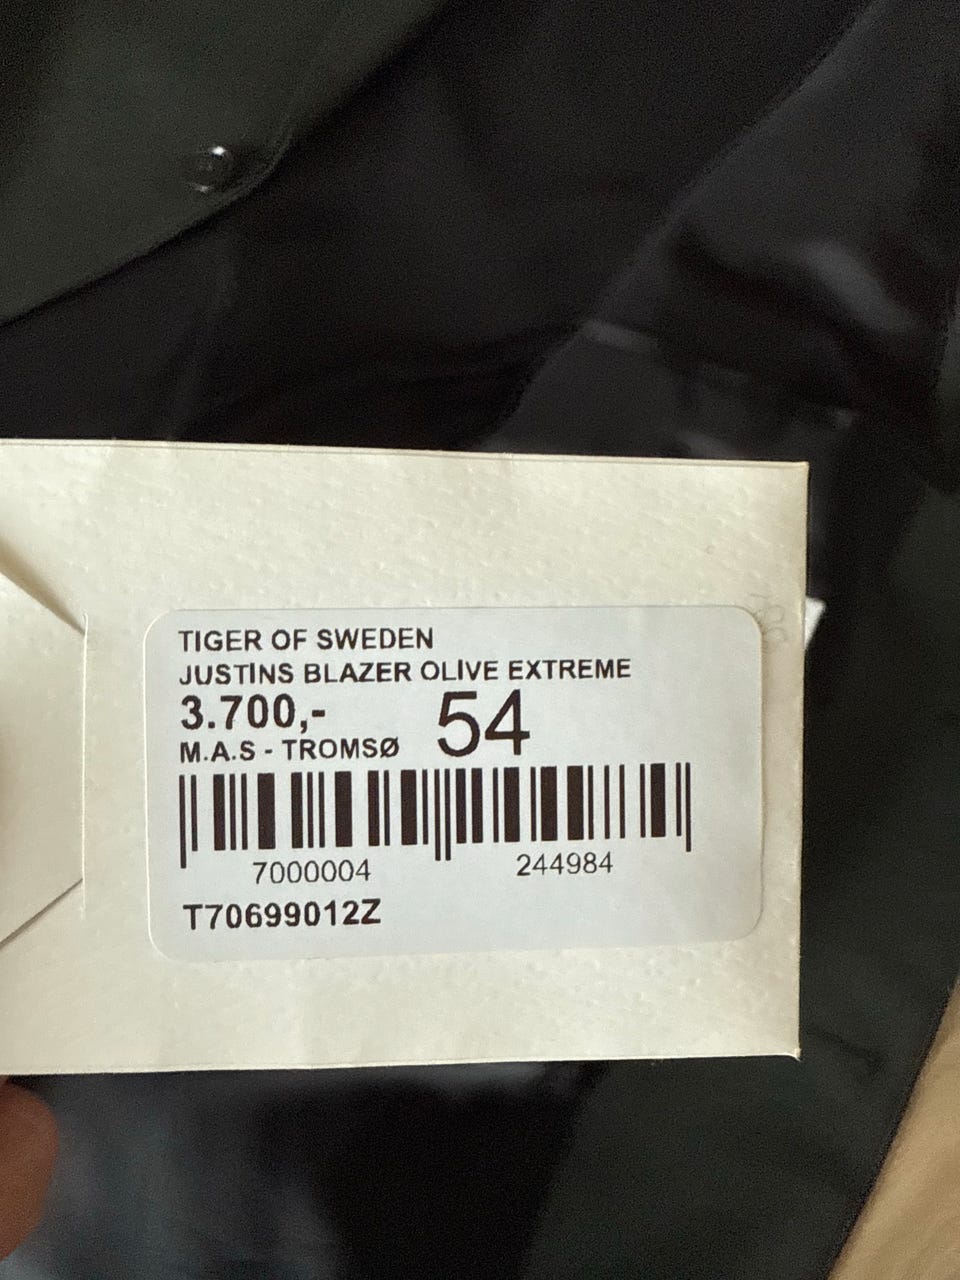 TIGER OF SWEDEN
JUSTINS BLAZER OLIVE EXTREME
3.700,- 54
M.A.S - TROMSØ
7000004 244984
T70699012Z